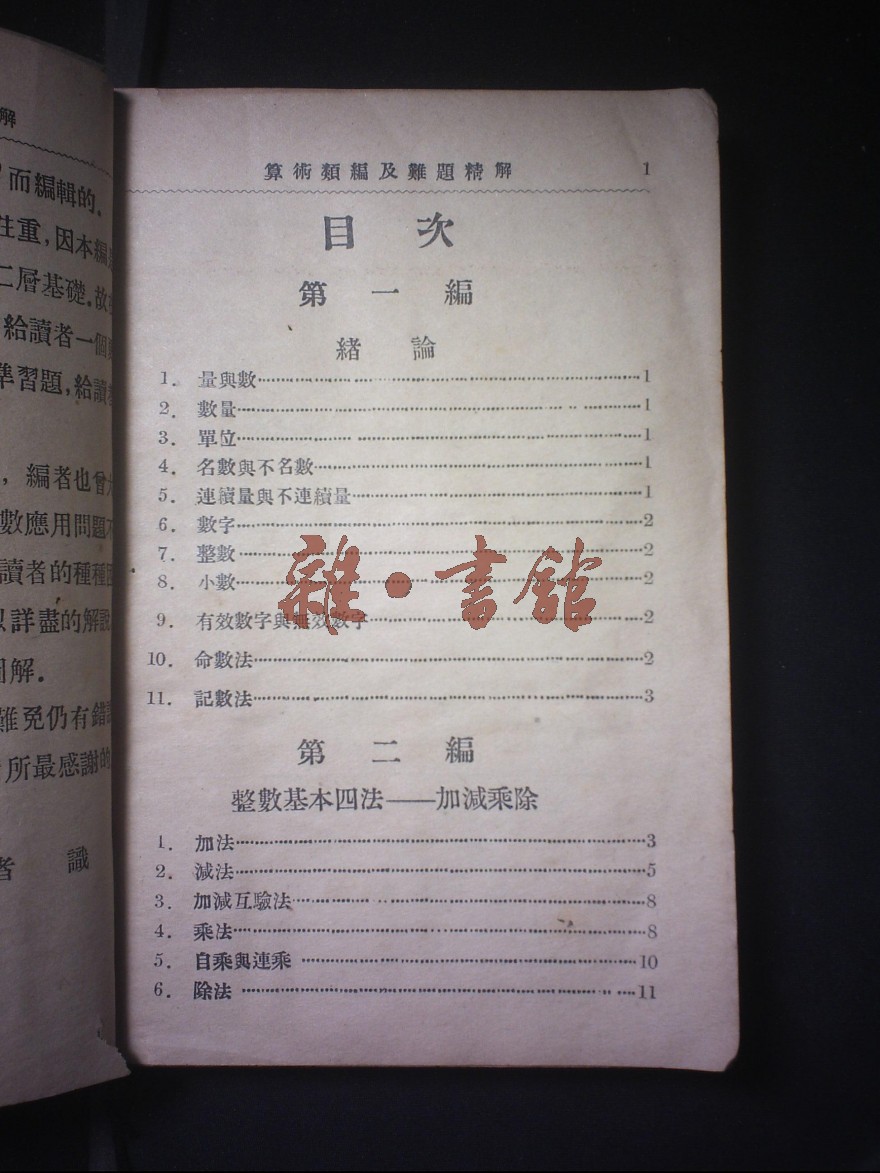 解
而編輯的.
注重,因本編
二層基礎.故
給讀者一個
準習題,給讀
,編者也曾
數應用問題不
讀者的種種困
以詳盡的解說
圖解.
難免仍有錯
所最感謝的
者 識
算術類編及難題精解 1
目 次
第 一 編
緒 論
1. 量與數……1
2. 數量……1
3. 單位……1
4. 名數與不名數……1
5. 連續量與不連續量……1
6. 數字……2
7. 整數……2
8. 小數……2
9. 有效數字與無效數字……2
10. 命數法……2
11. 記數法……3
雜·書館
第 二 編
整數基本四法——加減乘除
1. 加法……3
2. 減法……5
3. 加減互驗法……8
4. 乘法……8
5. 自乘與連乘……10
6. 除法……11